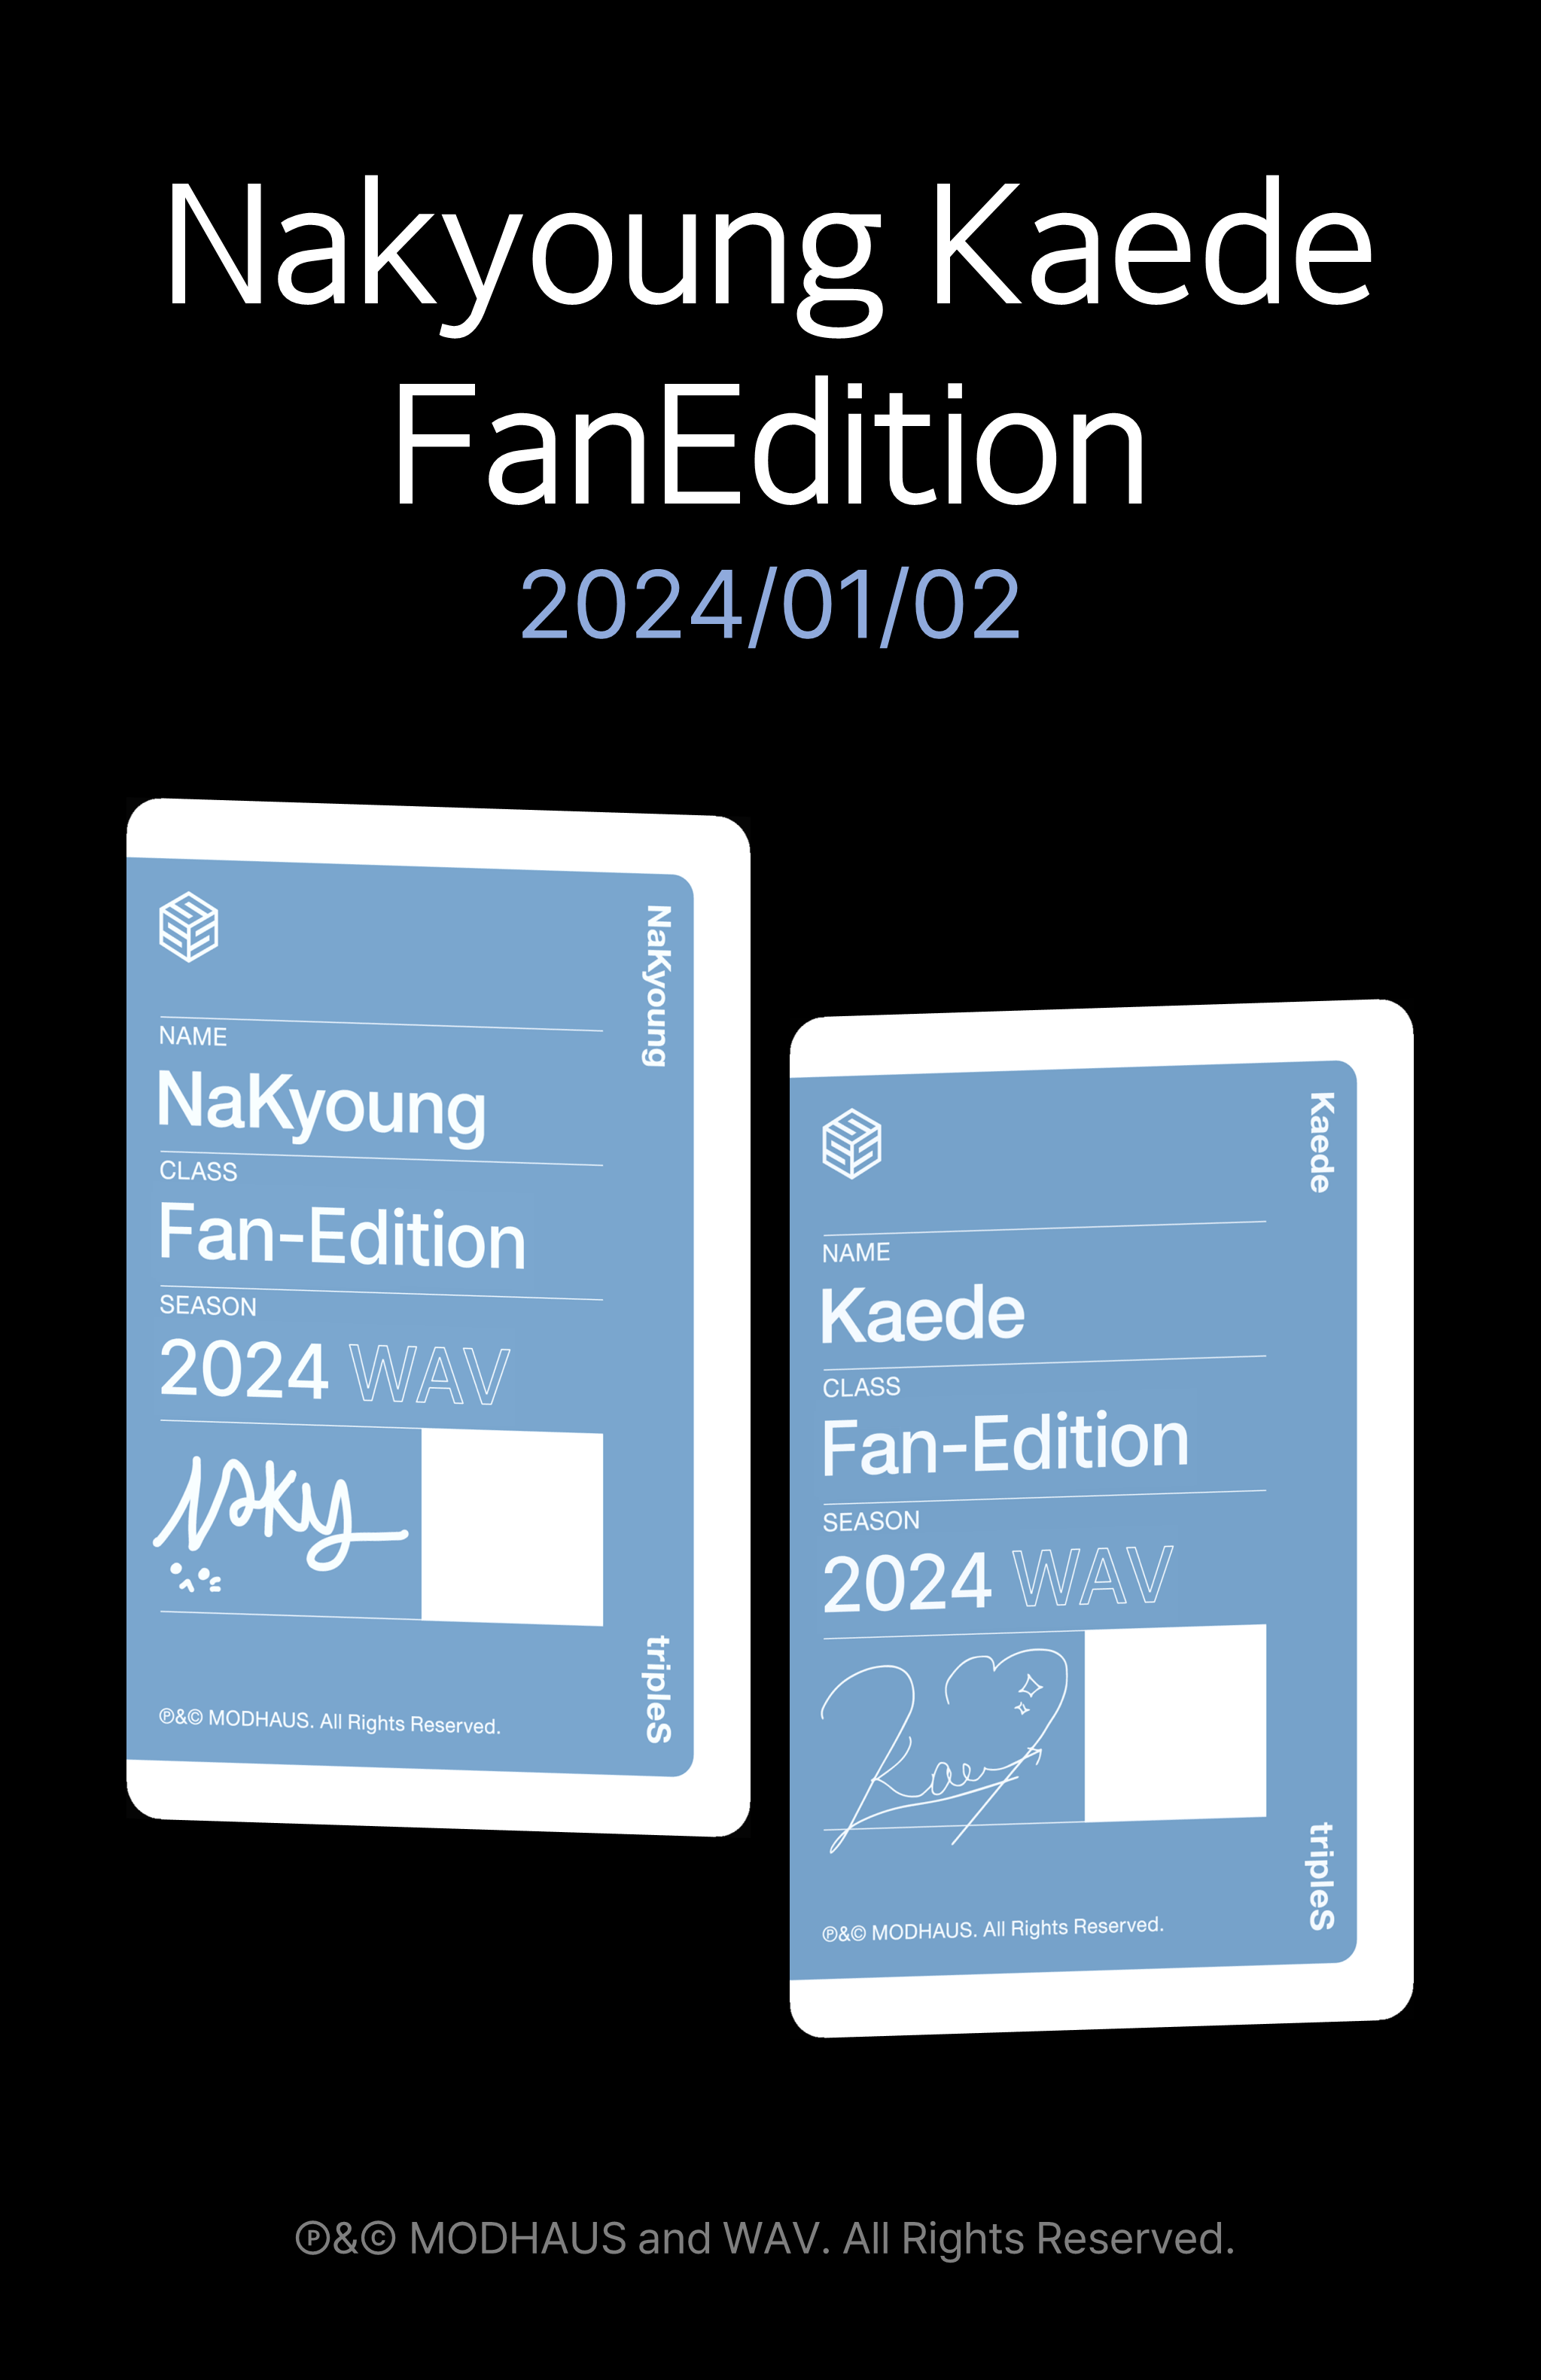 Nakyoung Kaede
FanEdition
2024/01/02
NaKyoung
NAME
NaKyoung
CLASS
Fan-Edition
SEASON
2024 WAV
Naky
tripleS
℗&© MODHAUS. All Rights Reserved.
Kaede
NAME
Kaede
CLASS
Fan-Edition
SEASON
2024 WAV
tripleS
℗&© MODHAUS. All Rights Reserved.
℗&© MODHAUS and WAV. All Rights Reserved.